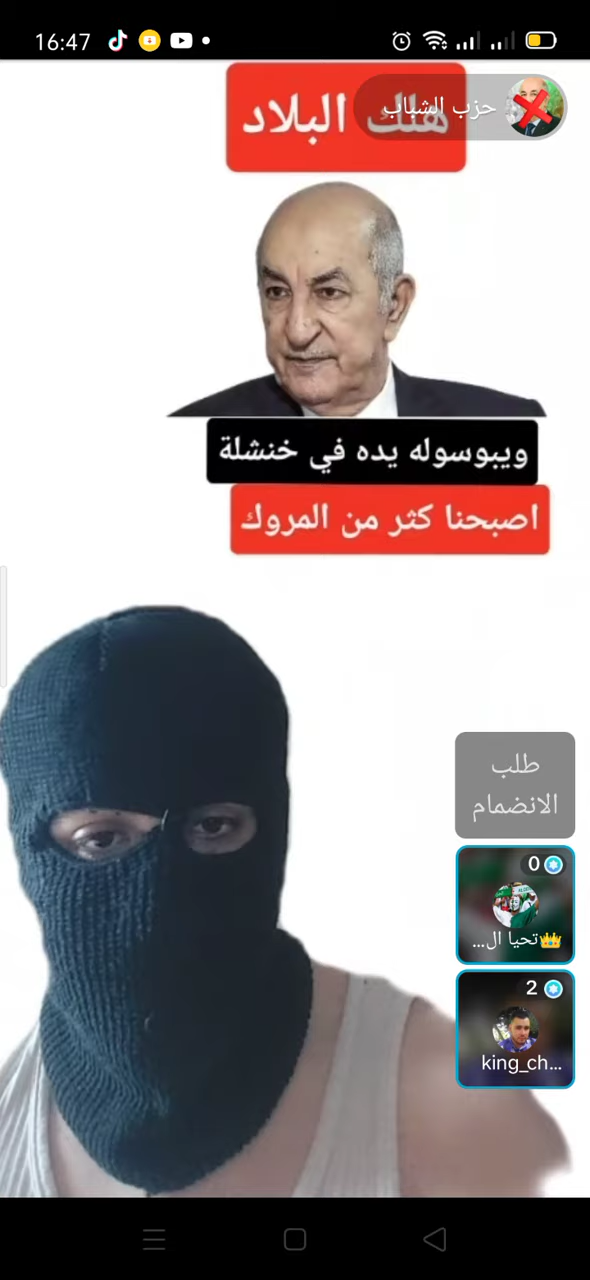 16:47
هلك البلاد
حزب الشباب
ويبوسوله يده في خنشلة
اصبحنا كثر من المروك
طلب
الانضمام
0
تحيا ال...
2
king_ch...